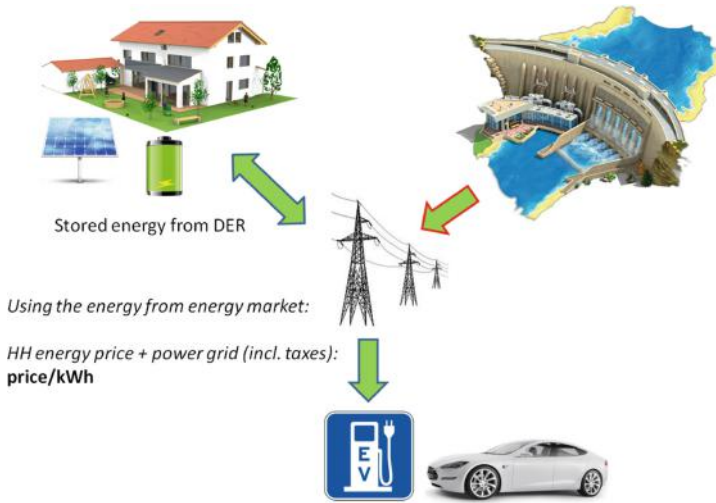 Stored energy from DER
Using the energy from energy market:
HH energy price + power grid (incl. taxes):
price/kWh
E
V